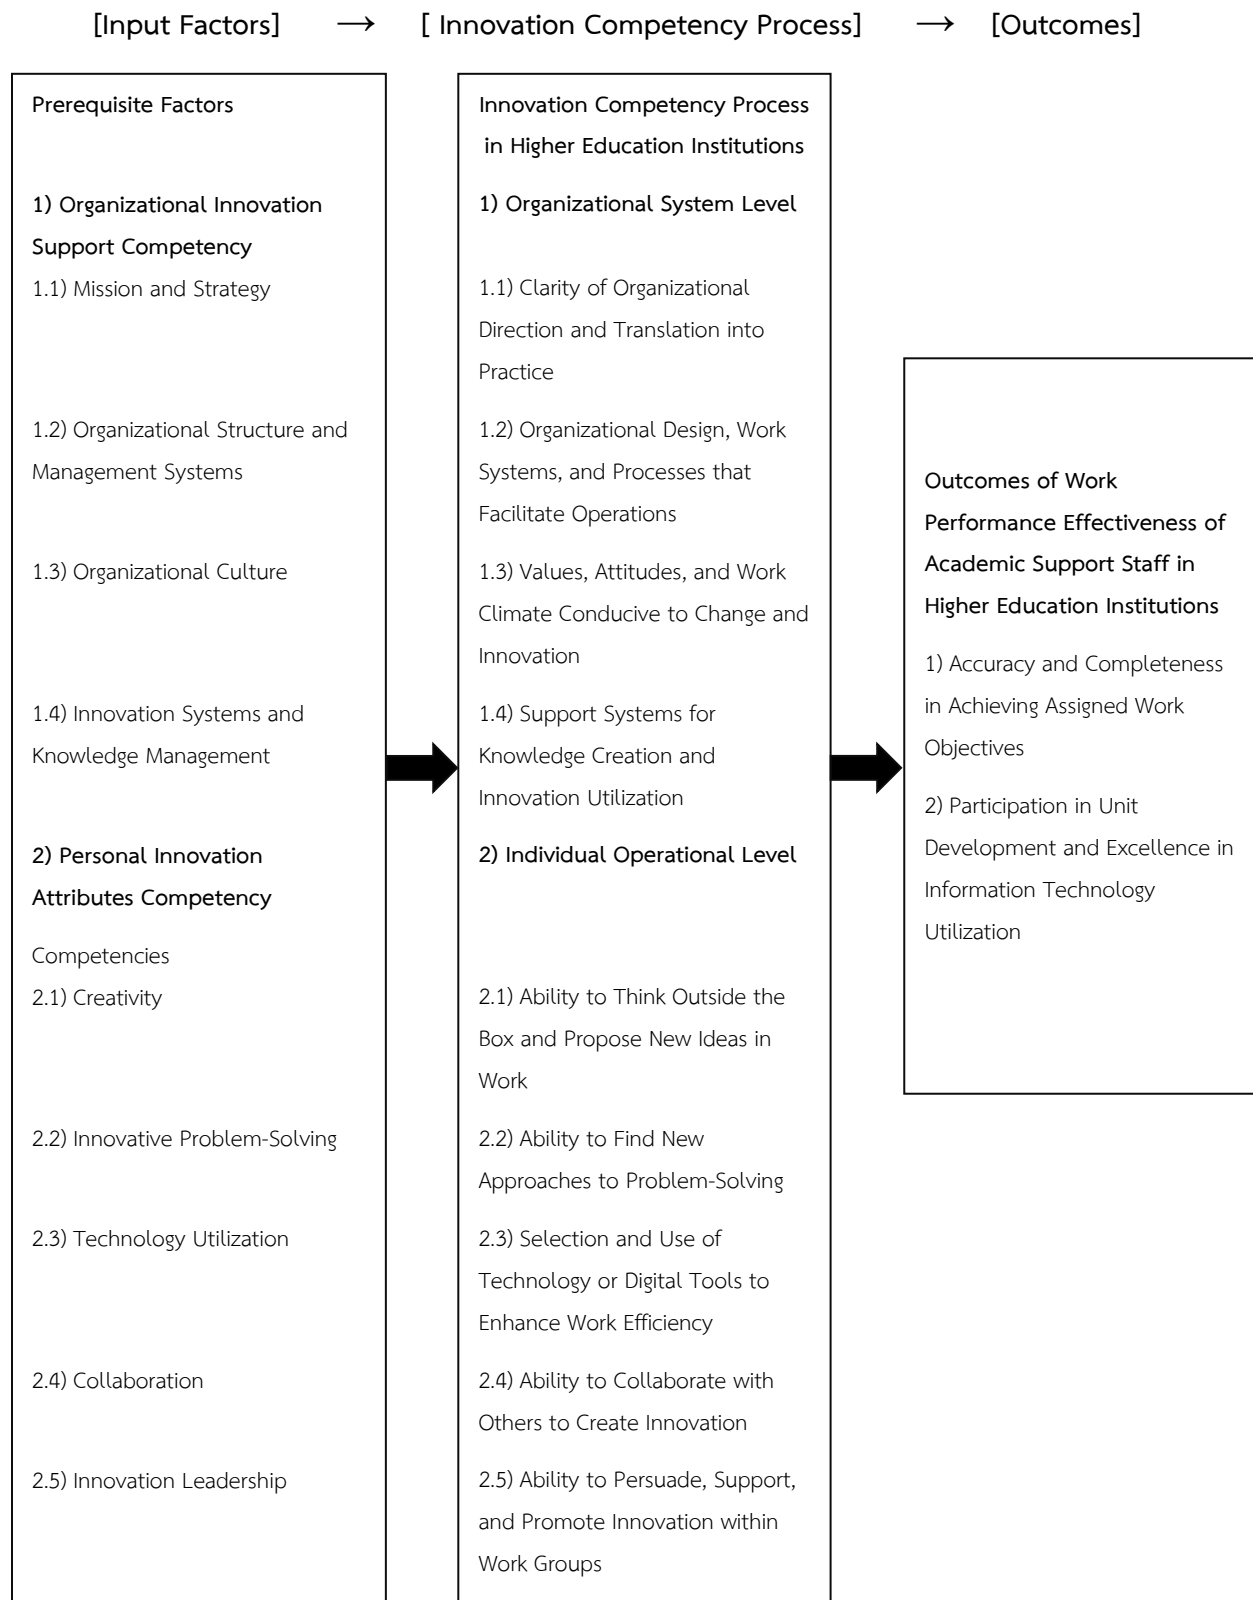 [Input Factors] → [ Innovation Competency Process] → [Outcomes]
Prerequisite Factors
1) Organizational Innovation
Support Competency
1.1) Mission and Strategy
1.2) Organizational Structure and
Management Systems
1.3) Organizational Culture
1.4) Innovation Systems and
Knowledge Management
2) Personal Innovation
Attributes Competency
Competencies
2.1) Creativity
2.2) Innovative Problem-Solving
2.3) Technology Utilization
2.4) Collaboration
2.5) Innovation Leadership
Innovation Competency Process
in Higher Education Institutions
1) Organizational System Level
1.1) Clarity of Organizational
Direction and Translation into
Practice
1.2) Organizational Design, Work
Systems, and Processes that
Facilitate Operations
1.3) Values, Attitudes, and Work
Climate Conducive to Change and
Innovation
1.4) Support Systems for
Knowledge Creation and
Innovation Utilization
2) Individual Operational Level
2.1) Ability to Think Outside the
Box and Propose New Ideas in
Work
2.2) Ability to Find New
Approaches to Problem-Solving
2.3) Selection and Use of
Technology or Digital Tools to
Enhance Work Efficiency
2.4) Ability to Collaborate with
Others to Create Innovation
2.5) Ability to Persuade, Support,
and Promote Innovation within
Work Groups
Outcomes of Work
Performance Effectiveness of
Academic Support Staff in
Higher Education Institutions
1) Accuracy and Completeness
in Achieving Assigned Work
Objectives
2) Participation in Unit
Development and Excellence in
Information Technology
Utilization